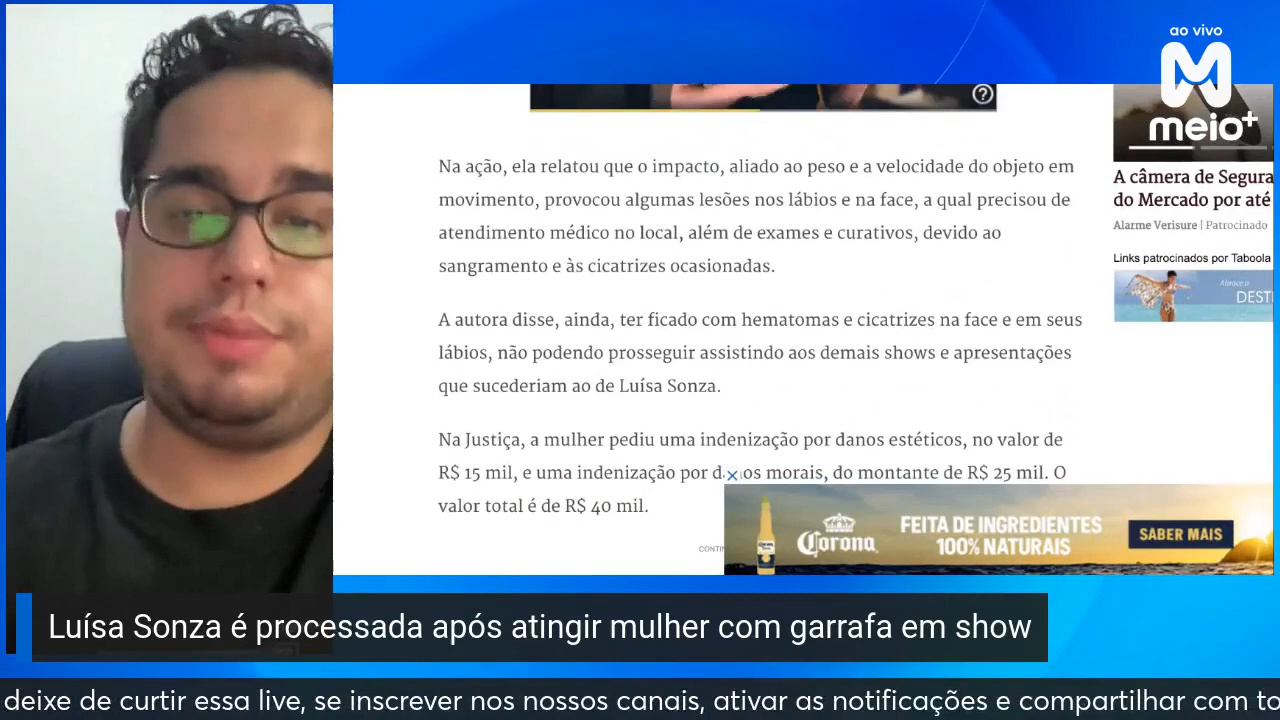 ao vivo
meio+
Na ação, ela relatou que o impacto, aliado ao peso e a velocidade do objeto em
movimento, provocou algumas lesões nos lábios e na face, a qual precisou de
atendimento médico no local, além de exames e curativos, devido ao
sangramento e às cicatrizes ocasionadas.
A autora disse, ainda, ter ficado com hematomas e cicatrizes na face e em seus
lábios, não podendo prosseguir assistindo aos demais shows e apresentações
que sucederiam ao de Luísa Sonza.
Na Justiça, a mulher pediu uma indenização por danos estéticos, no valor de
R$ 15 mil, e uma indenização por d os morais, do montante de R$ 25 mil. O
valor total é de R$ 40 mil.
A câmera de Segura
do Mercado por até
Alarme Verisure | Patrocinado
Links patrocinados por Taboola
Abrace o
DEST
CONTIN
Corona
FEITA DE INGREDIENTES
100% NATURAIS
SABER MAIS
Luísa Sonza é processada após atingir mulher com garrafa em show
deixe de curtir essa live, se inscrever nos nossos canais, ativar as notificações e compartilhar com to